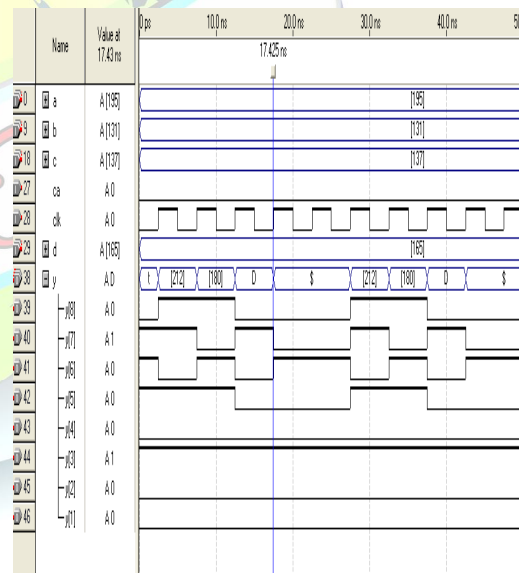 Name
Value at
17.43 ns
0 ps
10.0 ns
20.0 ns
30.0 ns
40.0 ns
17.425 ns
0 a A [195] [195]
9 b A [131] [131]
18 c A [137] [137]
27 ca A 0
28 clk A 0
29 d A [165] [165]
38 y A D t [212] [180] D $ [212] [180] D $
39 y[8] A 0
40 y[7] A 1
41 y[6] A 0
42 y[5] A 0
43 y[4] A 0
44 y[3] A 1
45 y[2] A 0
46 y[1] A 0